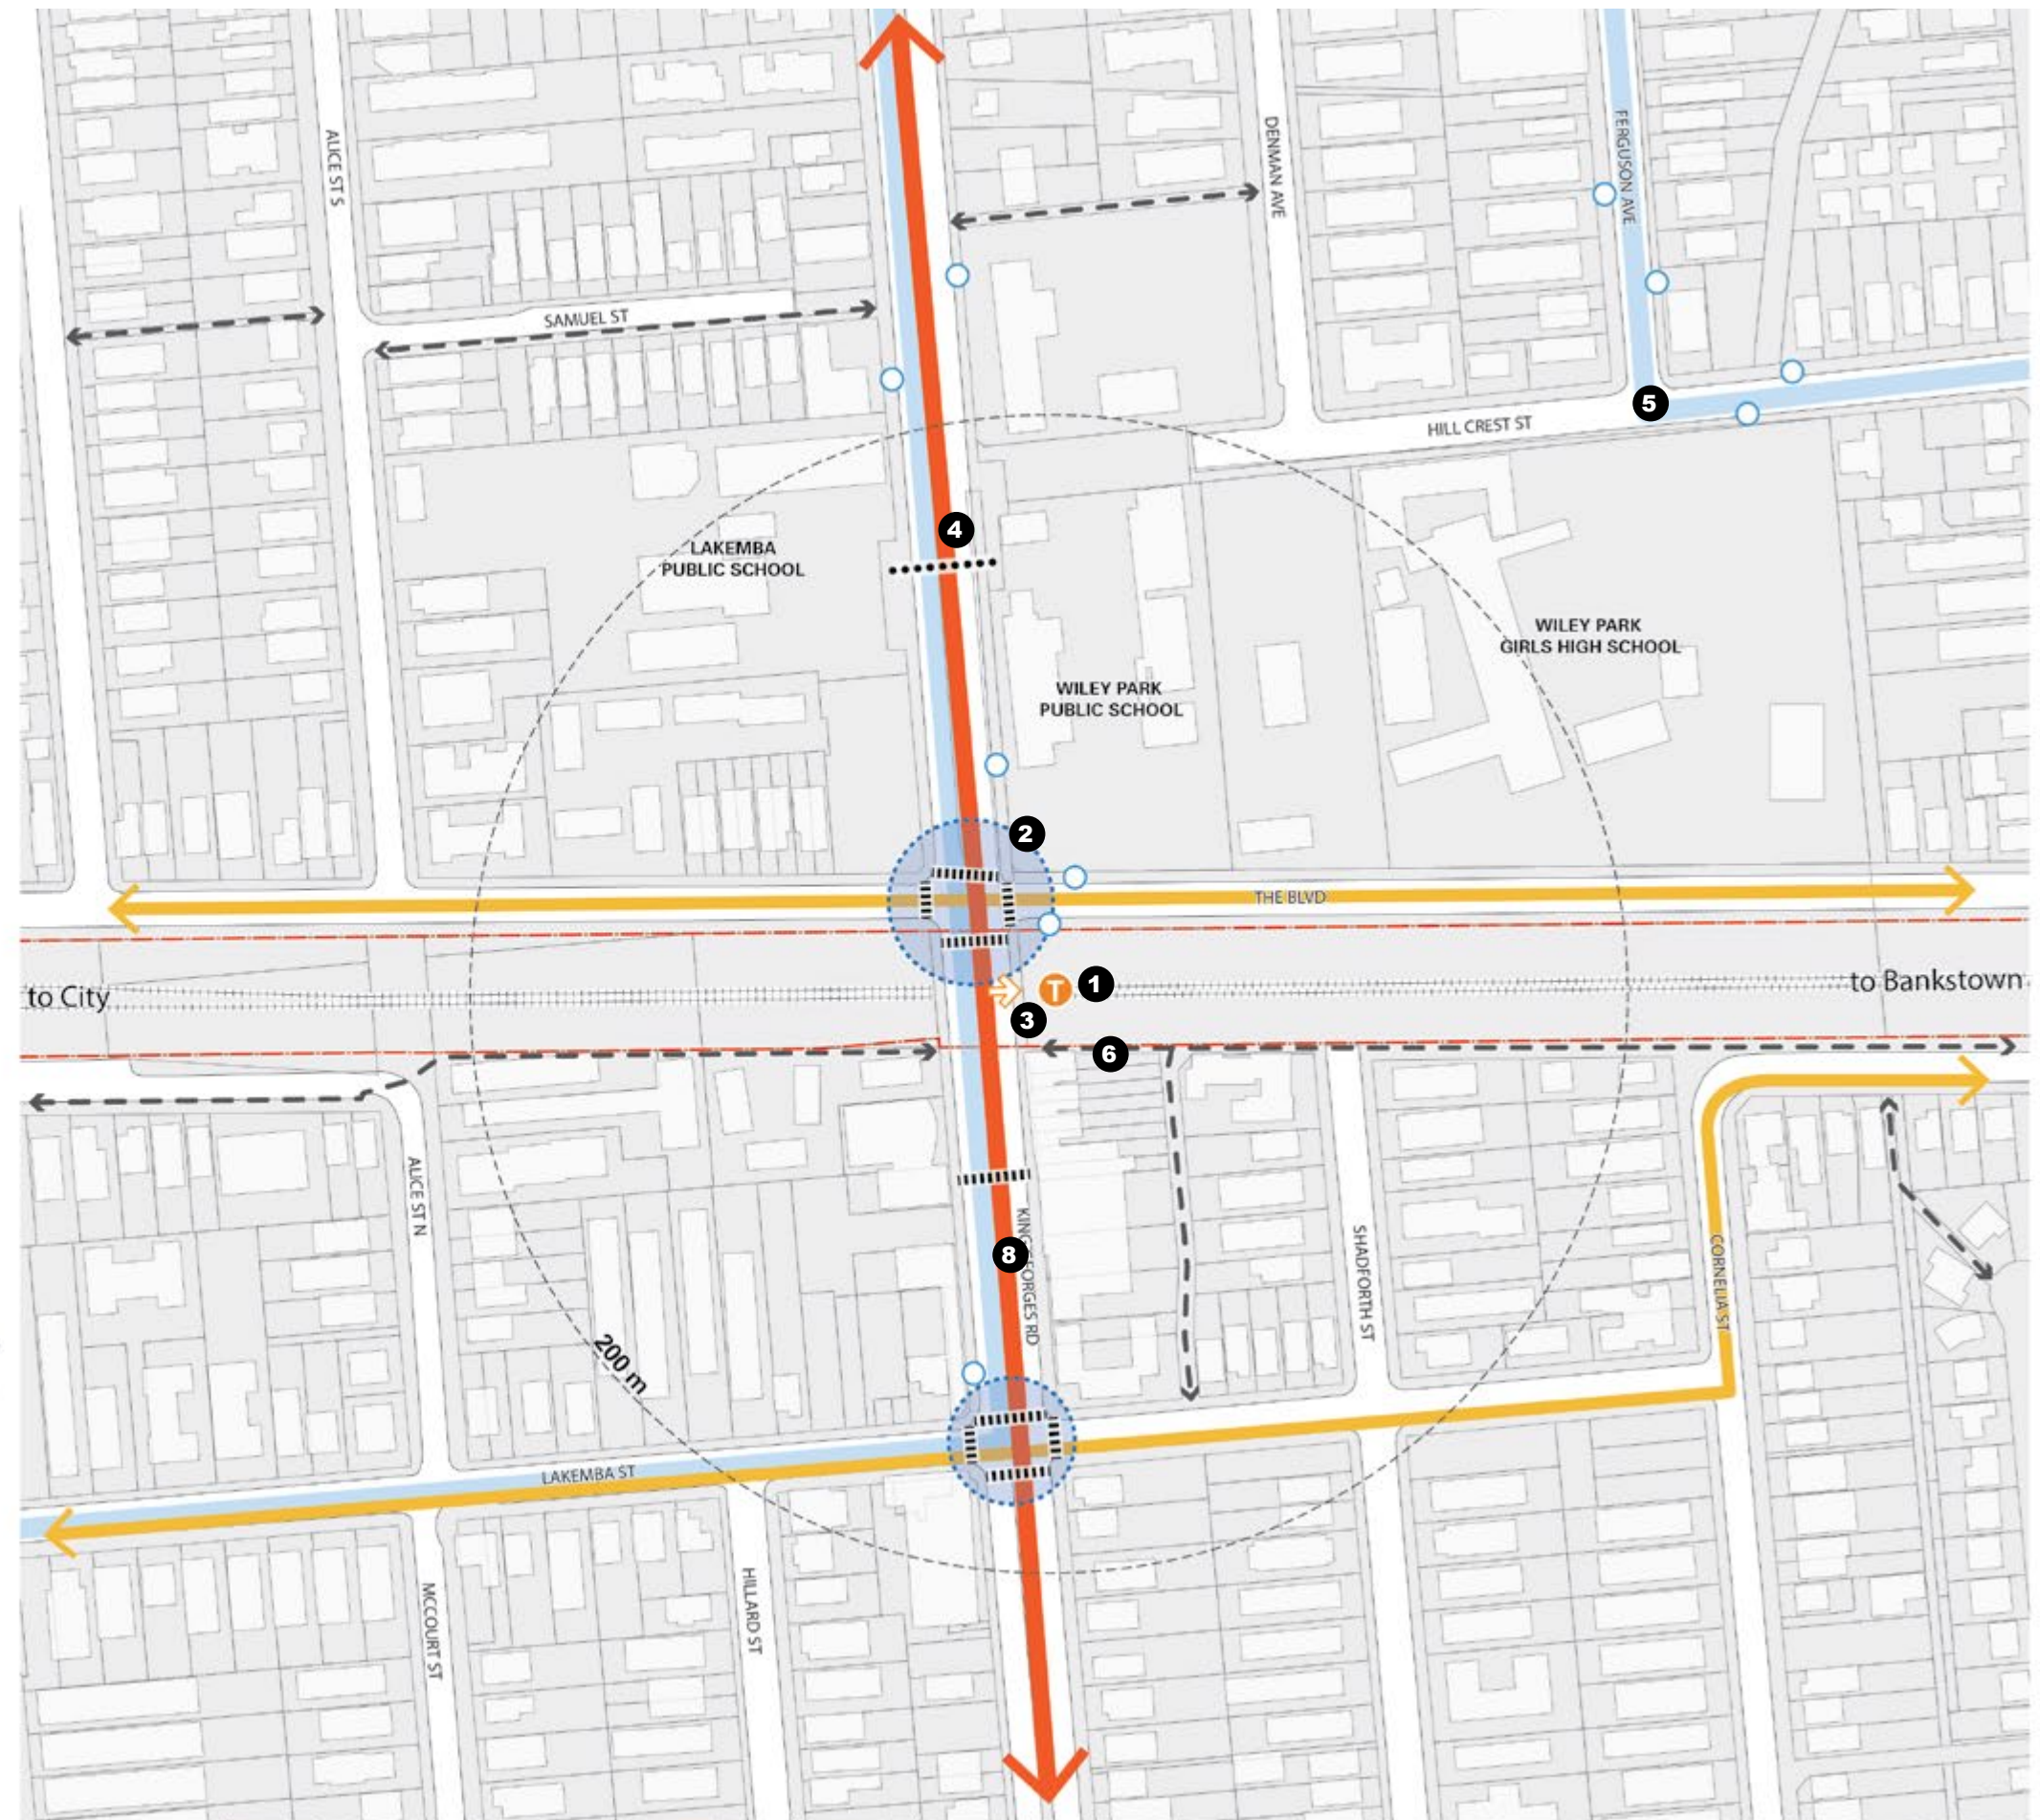 ALICE ST S
DENMAN AVE
FERGUSON AVE
SAMUEL ST
5
HILL CREST ST
4
LAKEMBA
PUBLIC SCHOOL
WILEY PARK
GIRLS HIGH SCHOOL
WILEY PARK
PUBLIC SCHOOL
2
THE BLVD
to City
T
1
to Bankstown
3
6
ALICE ST N
KING GEORGES RD
8
SHADFORTH ST
CORNELIA ST
200 m
LAKEMBA ST
MCCOURT ST
HILLARD ST